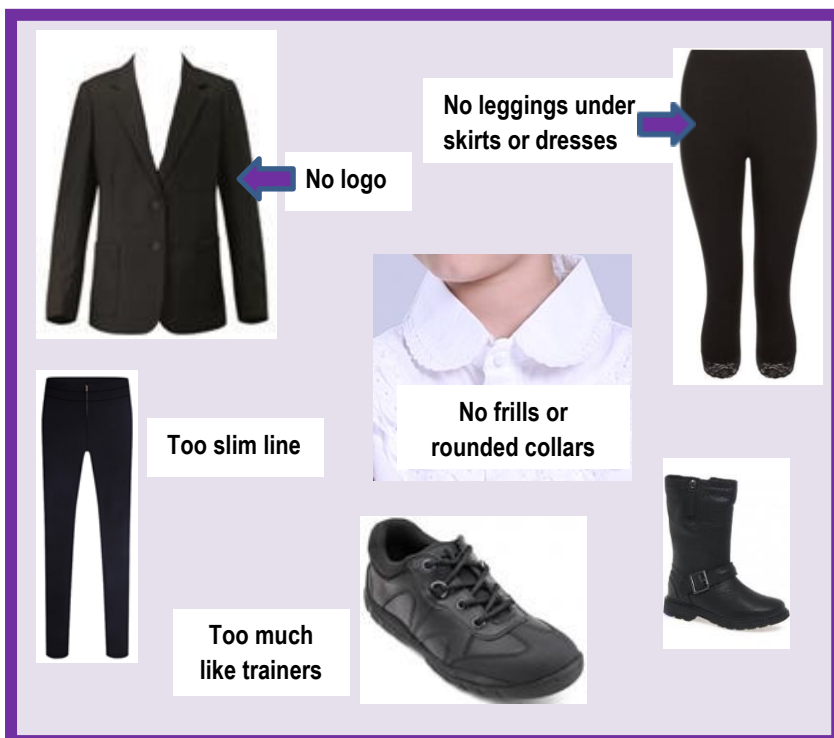 No leggings under
skirts or dresses
No logo
No frills or
rounded collars
Too slim line
Too much
like trainers